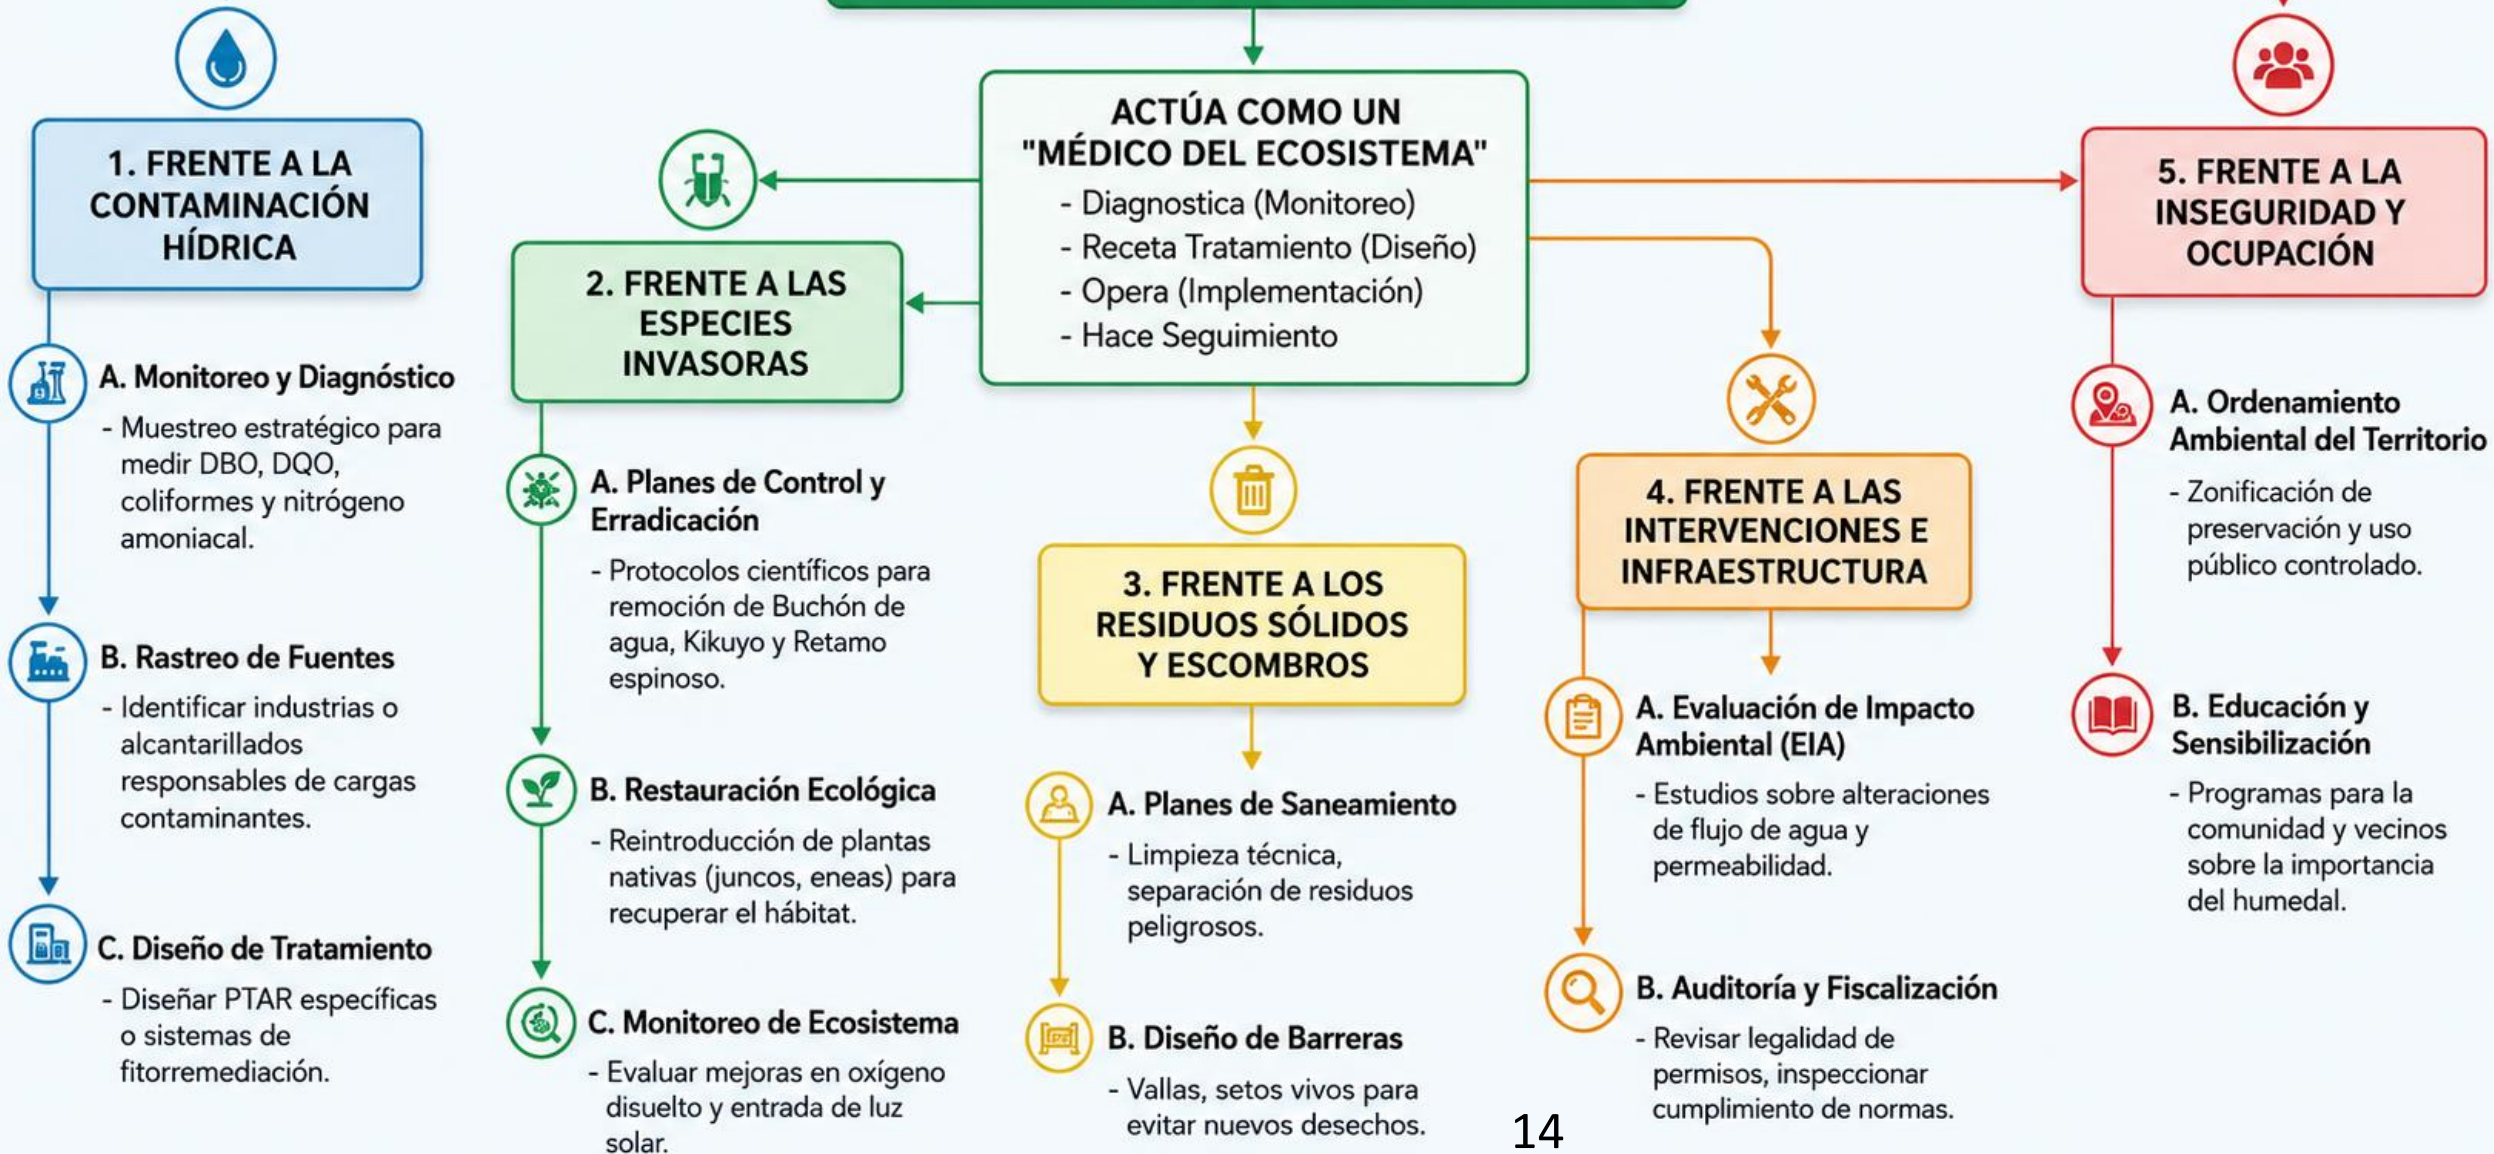 1. FRENTE A LA
CONTAMINACIÓN
HÍDRICA
A. Monitoreo y Diagnóstico
- Muestreo estratégico para
medir DBO, DQO,
coliformes y nitrógeno
amoniacal.
B. Rastreo de Fuentes
- Identificar industrias o
alcantarillados
responsables de cargas
contaminantes.
C. Diseño de Tratamiento
- Diseñar PTAR específicas
o sistemas de
fitorremediación.
ACTÚA COMO UN
"MÉDICO DEL ECOSISTEMA"
- Diagnostica (Monitoreo)
- Receta Tratamiento (Diseño)
- Opera (Implementación)
- Hace Seguimiento
2. FRENTE A LAS
ESPECIES
INVASORAS
A. Planes de Control y
Erradicación
- Protocolos científicos para
remoción de Buchón de
agua, Kikuyo y Retamo
espinoso.
B. Restauración Ecológica
- Reintroducción de plantas
nativas (juncos, eneas) para
recuperar el hábitat.
C. Monitoreo de Ecosistema
- Evaluar mejoras en oxígeno
disuelto y entrada de luz
solar.
3. FRENTE A LOS
RESIDUOS SÓLIDOS
Y ESCOMBROS
A. Planes de Saneamiento
- Limpieza técnica,
separación de residuos
peligrosos.
B. Diseño de Barreras
- Vallas, setos vivos para
evitar nuevos desechos.
4. FRENTE A LAS
INTERVENCIONES E
INFRAESTRUCTURA
A. Evaluación de Impacto
Ambiental (EIA)
- Estudios sobre alteraciones
de flujo de agua y
permeabilidad.
B. Auditoría y Fiscalización
- Revisar legalidad de
permisos, inspeccionar
cumplimiento de normas.
5. FRENTE A LA
INSEGURIDAD Y
OCUPACIÓN
A. Ordenamiento
Ambiental del Territorio
- Zonificación de
preservación y uso
público controlado.
B. Educación y
Sensibilización
- Programas para la
comunidad y vecinos
sobre la importancia
del humedal.
14